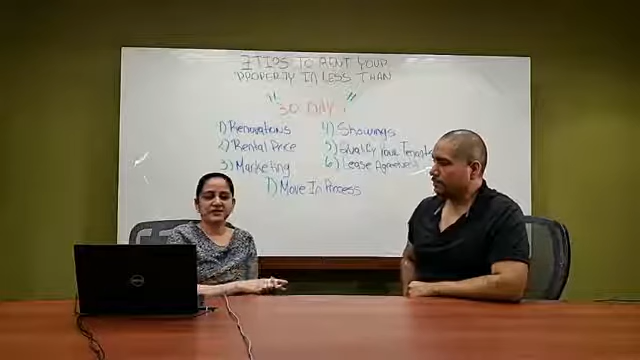 7 TIPS TO RENT YOUR
PROPERTY IN LESS THAN
"30 DAYS"
1) Renovations
2) Rental Price
3) Marketing
4) Showings
5) Qualify Your Tenants
6) Lease Agreement
7) Move In Process
DELL